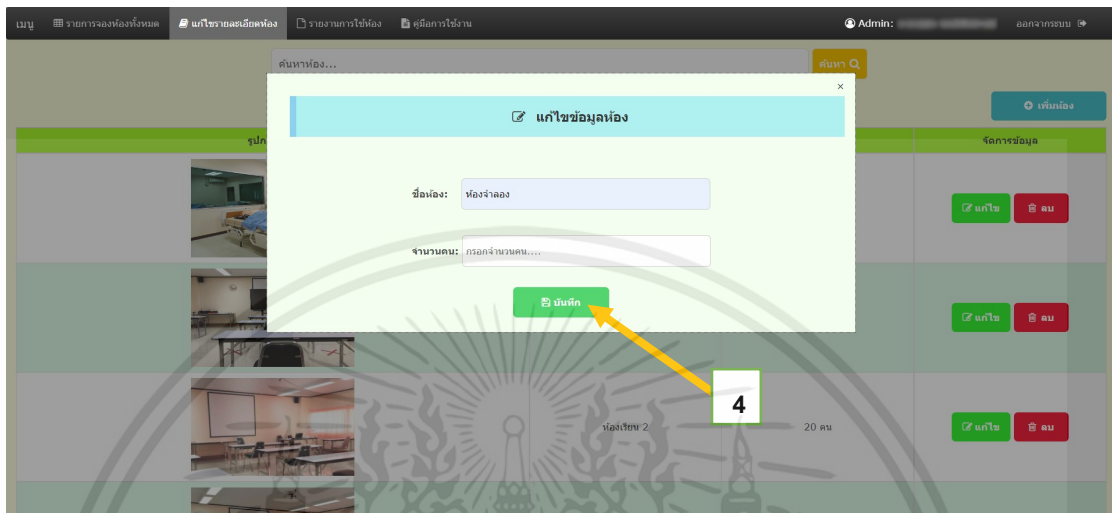 เมนู รายการจองห้องทั้งหมด แก้ไขรายละเอียดห้อง รายงานการใช้ห้อง คู่มือการใช้งาน Admin: ออกจากระบบ
ค้นหาห้อง... ค้นหา
×
เพิ่มห้อง
แก้ไขข้อมูลห้อง
จัดการข้อมูล
ชื่อห้อง: ห้องจำลอง
แก้ไข ลบ
จำนวนคน: กรอกจำนวนคน....
บันทึก
แก้ไข ลบ
4
ห้องเรียน 2 20 คน แก้ไข ลบ